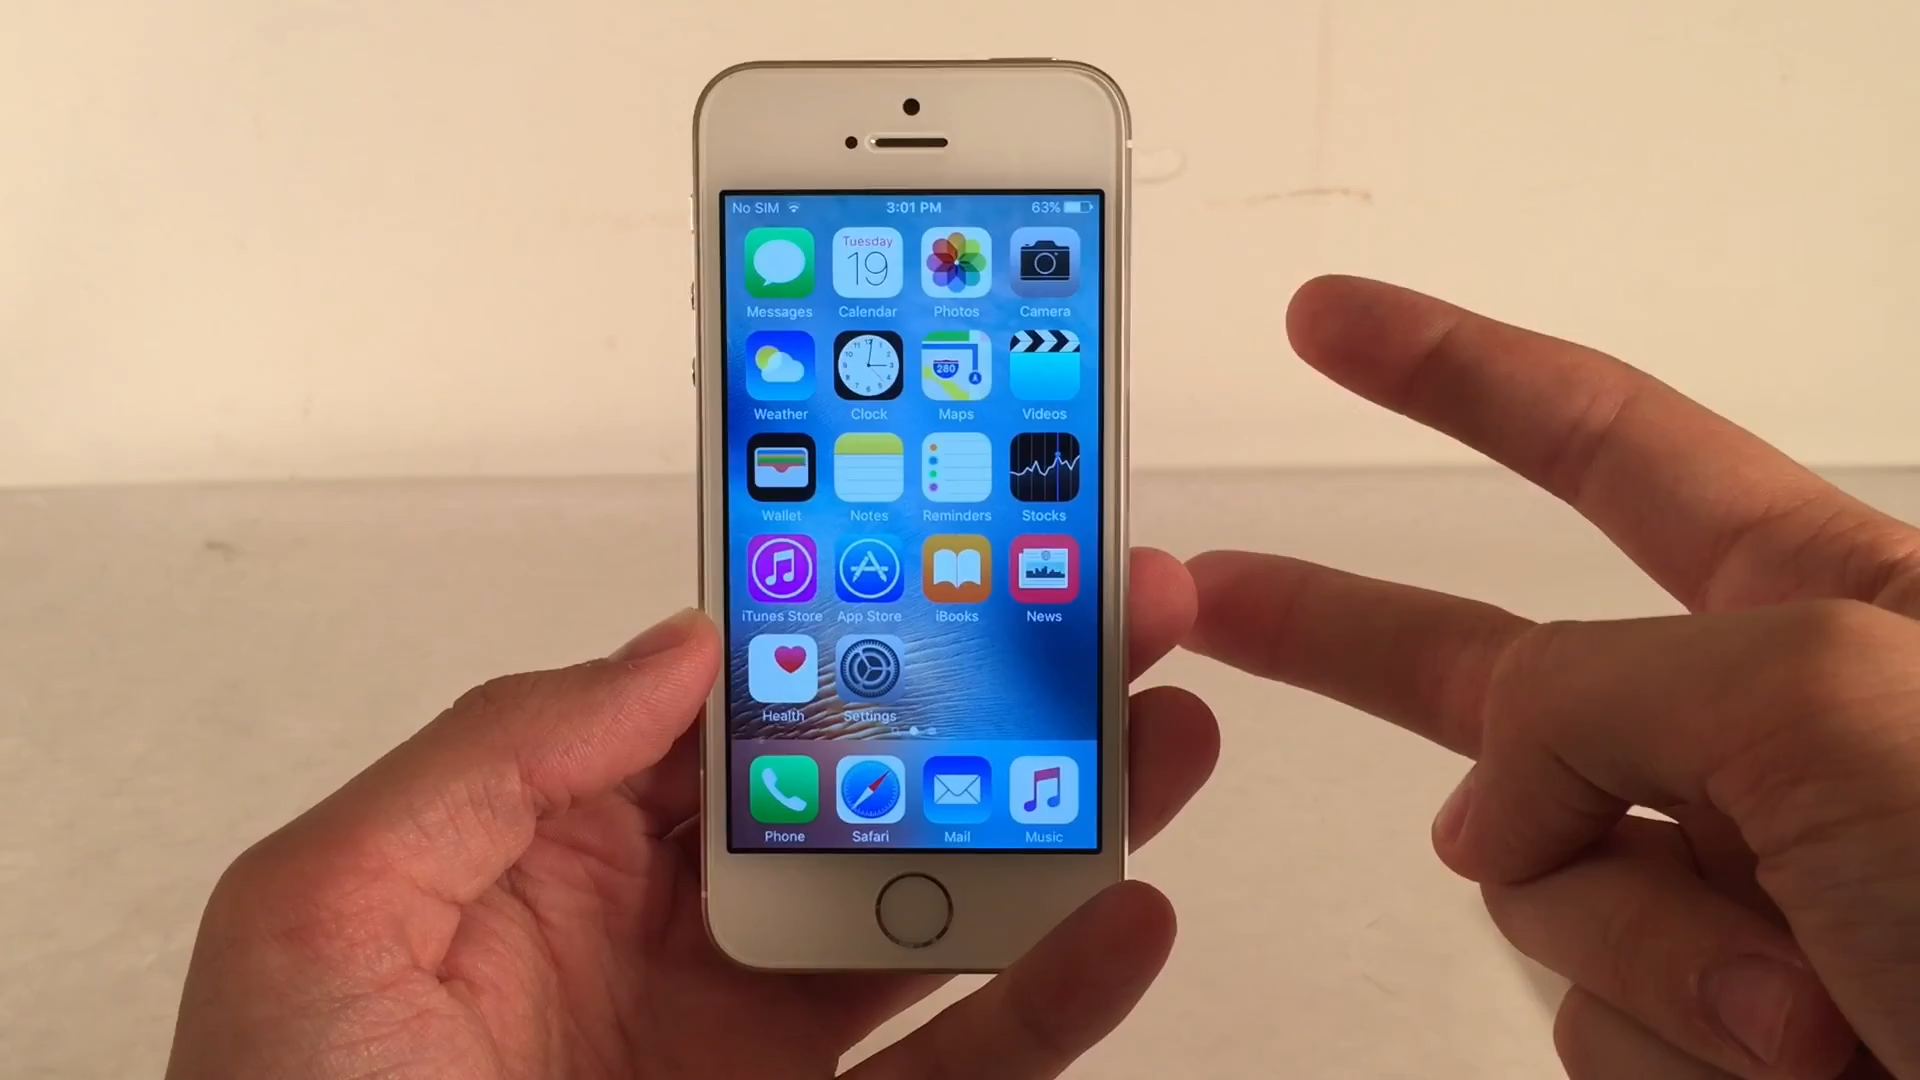 No SIM 3:01 PM 63%
Tuesday
19
Messages Calendar Photos Camera
280
Weather Clock Maps Videos
Wallet Notes Reminders Stocks
iTunes Store App Store iBooks News
Health Settings
Phone Safari Mail Music